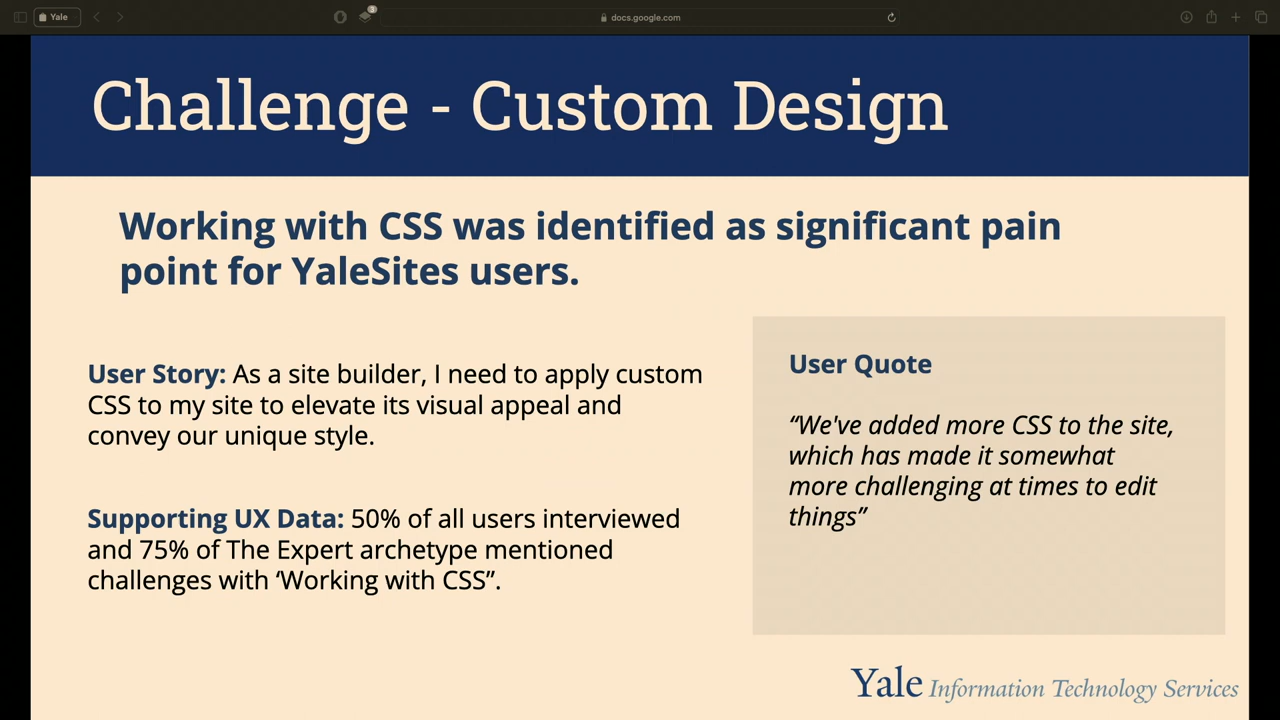 Yale
docs.google.com
3
Challenge - Custom Design
Working with CSS was identified as significant pain
point for YaleSites users.
User Story: As a site builder, I need to apply custom
CSS to my site to elevate its visual appeal and
convey our unique style.
Supporting UX Data: 50% of all users interviewed
and 75% of The Expert archetype mentioned
challenges with ‘Working with CSS”.
User Quote
“We've added more CSS to the site,
which has made it somewhat
more challenging at times to edit
things”
Yale Information Technology Services